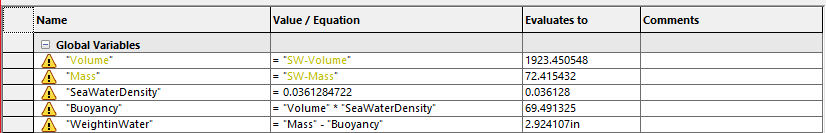 Name Value / Equation Evaluates to Comments
Global Variables
"Volume" = "SW-Volume" 1923.450548
"Mass" = "SW-Mass" 72.415432
"SeaWaterDensity" = 0.0361284722 0.036128
"Buoyancy" = "Volume" * "SeaWaterDensity" 69.491325
"WeightinWater" = "Mass" - "Buoyancy" 2.924107in